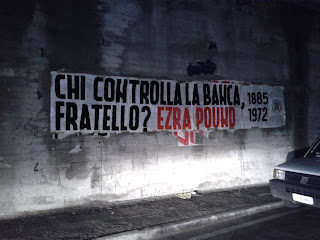 CHI CONTROLLA LA BANCA, 1885
FRATELLO? EZRA POUND 1972